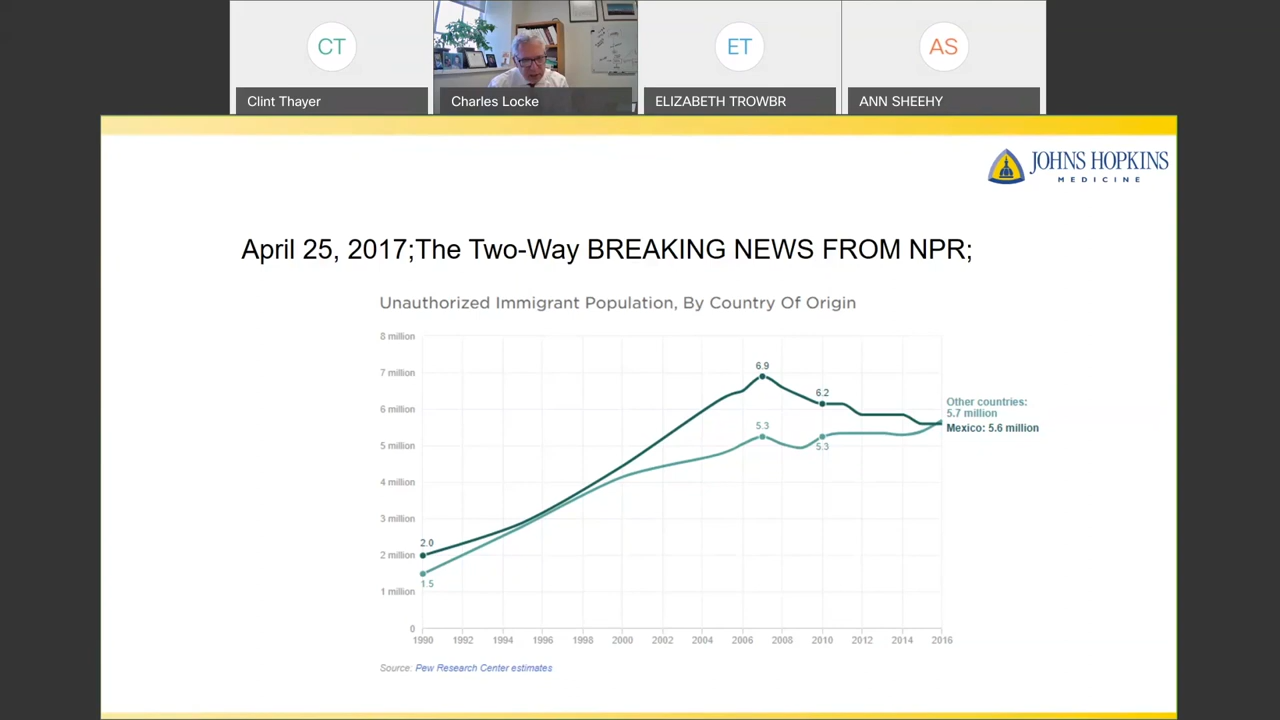 CT
ET
AS
Clint Thayer
Charles Locke
ELIZABETH TROWBR
ANN SHEEHY
JOHNS HOPKINS
MEDICINE
April 25, 2017;The Two-Way BREAKING NEWS FROM NPR;
Unauthorized Immigrant Population, By Country Of Origin
8 million
7 million
6 million
5 million
4 million
3 million
2 million
1 million
0
6.9
6.2
5.3
5.3
2.0
1.5
Other countries:
5.7 million
Mexico: 5.6 million
1990 1992 1994 1996 1998 2000 2002 2004 2006 2008 2010 2012 2014 2016
Source: Pew Research Center estimates